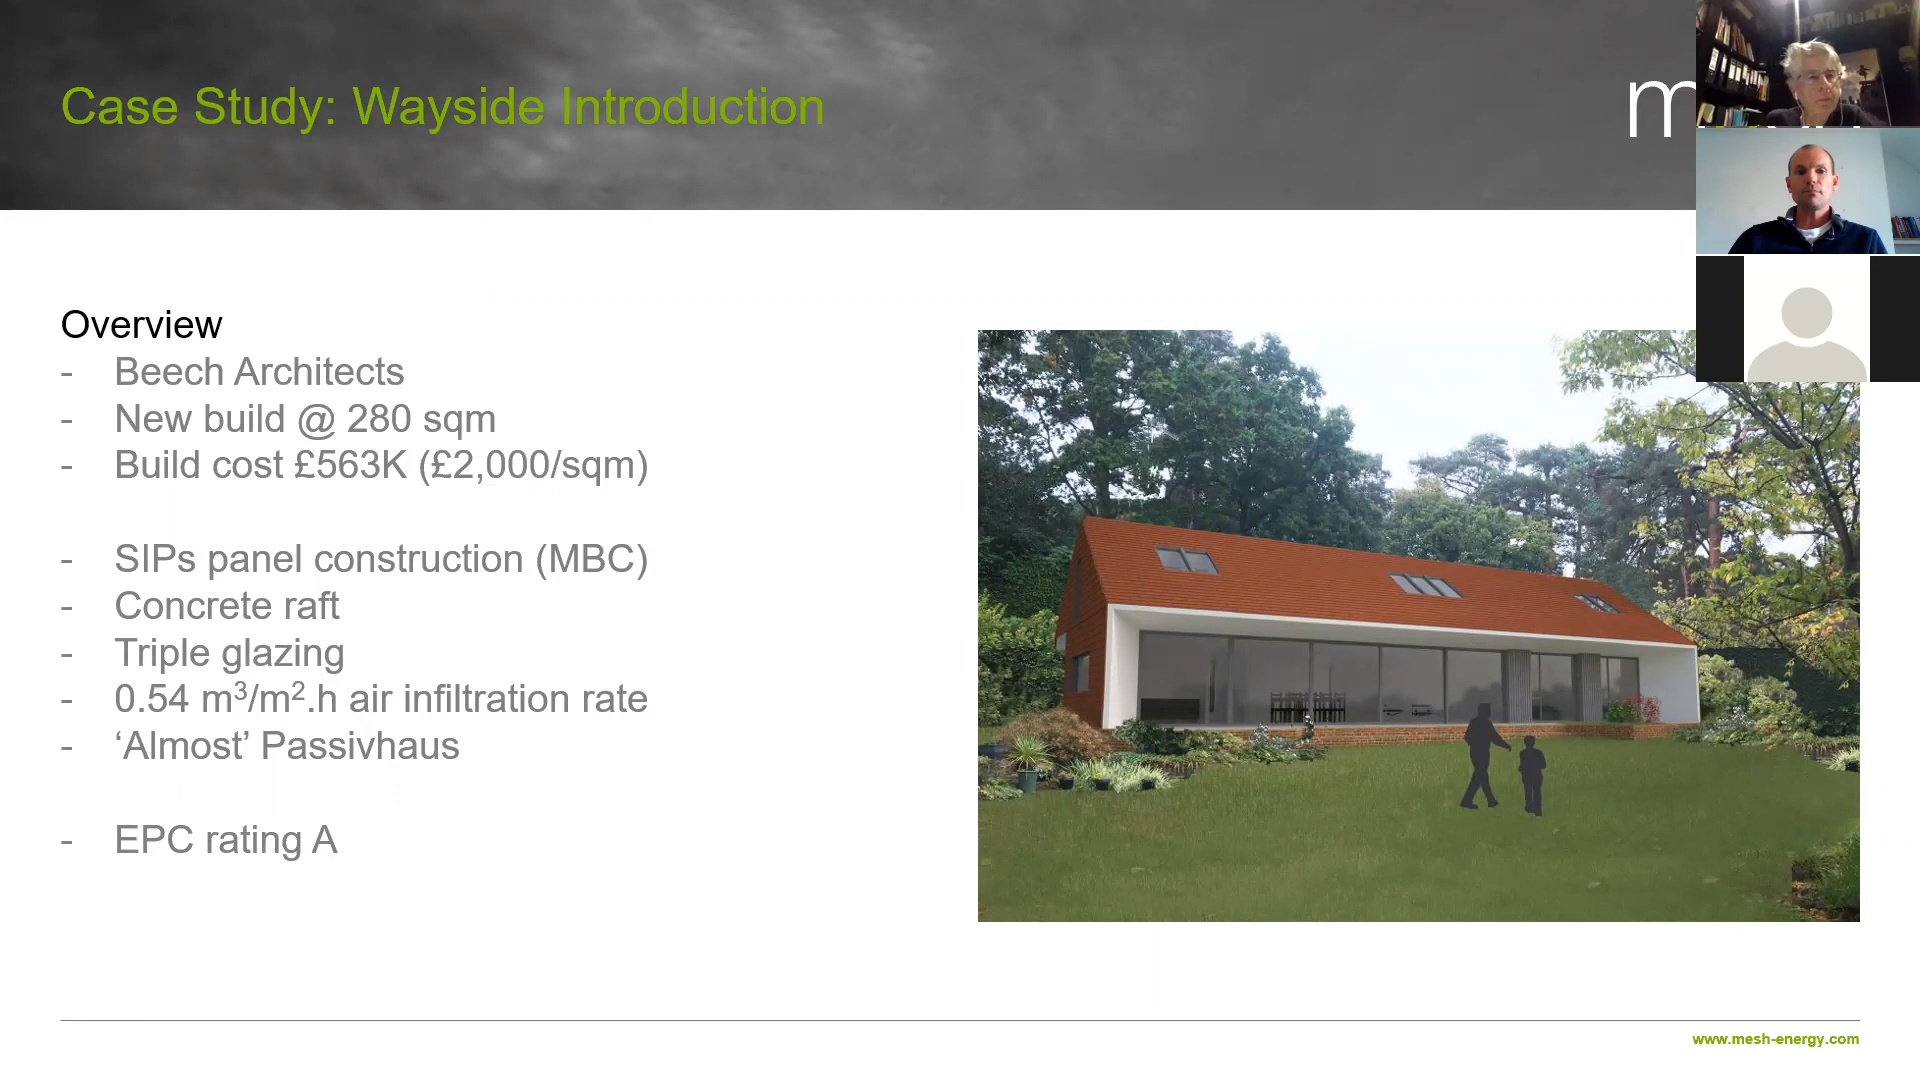 Case Study: Wayside Introduction
Overview
- Beech Architects
- New build @ 280 sqm
- Build cost £563K (£2,000/sqm)
- SIPs panel construction (MBC)
- Concrete raft
- Triple glazing
- 0.54 m³/m².h air infiltration rate
- ‘Almost’ Passivhaus
- EPC rating A
www.mesh-energy.com